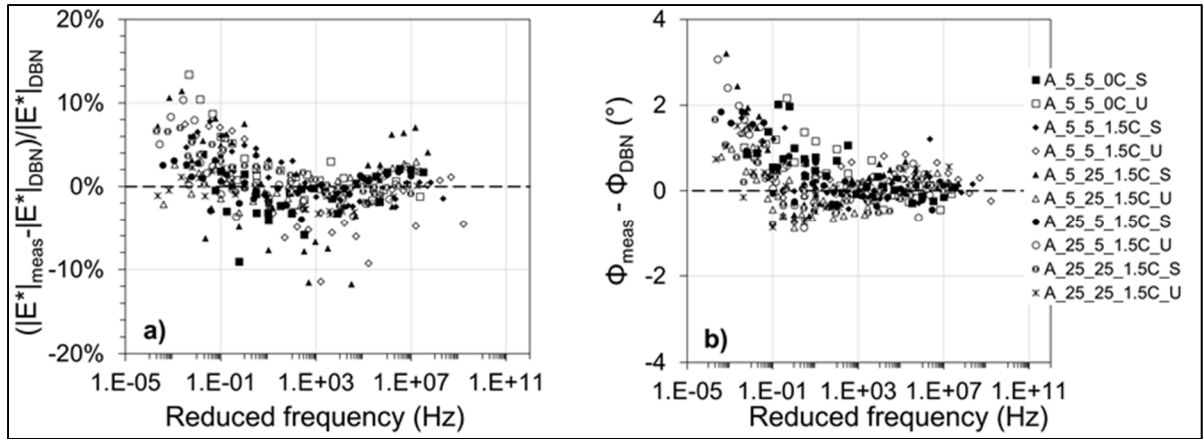 (|E*|meas-|E*|DBN)/|E*|DBN
20%
10%
0%
-10%
-20%
a)
1.E-05 1.E-01 1.E+03 1.E+07 1.E+11
Reduced frequency (Hz)
Φmeas - ΦDBN (°)
4
2
0
-2
-4
b)
1.E-05 1.E-01 1.E+03 1.E+07 1.E+11
Reduced frequency (Hz)
A_5_5_0C_S
A_5_5_0C_U
A_5_5_1.5C_S
A_5_5_1.5C_U
A_5_25_1.5C_S
A_5_25_1.5C_U
A_25_5_1.5C_S
A_25_5_1.5C_U
A_25_25_1.5C_S
A_25_25_1.5C_U